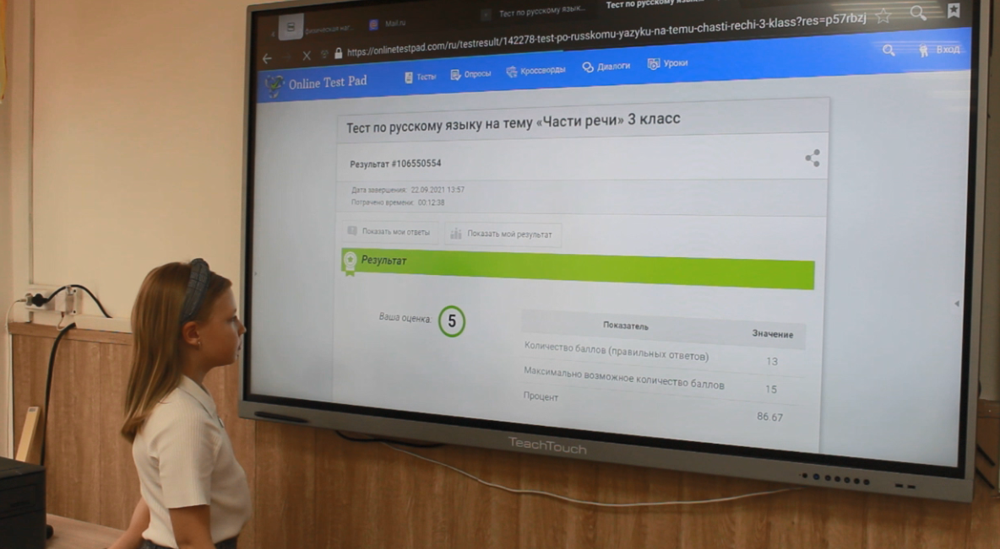 Mail.ru
Тест по русскому язык...
Тест по русскому язык...
https://onlinetestpad.com/ru/testresult/142278-test-po-russkomu-yazyku-na-temu-chasti-rechi-3-klass?res=p57rbzj
Online Test Pad
Тесты
Опросы
Кроссворды
Диалоги
Уроки
Вход
Тест по русскому языку на тему «Части речи» 3 класс
Результат #106550554
Дата завершения: 22.09.2021 13:57
Потрачено времени: 00:12:38
Показать мои ответы
Показать мой результат
Результат
Ваша оценка: 5
Показатель Значение
Количество баллов (правильных ответов) 13
Максимально возможное количество баллов 15
Процент 86.67
TeachTouch